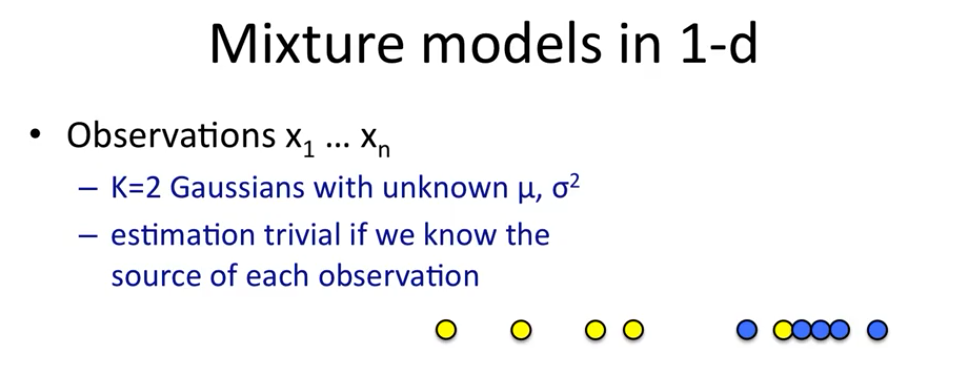 Mixture models in 1-d
• Observations x₁ ... xₙ
– K=2 Gaussians with unknown μ, σ²
– estimation trivial if we know the
source of each observation